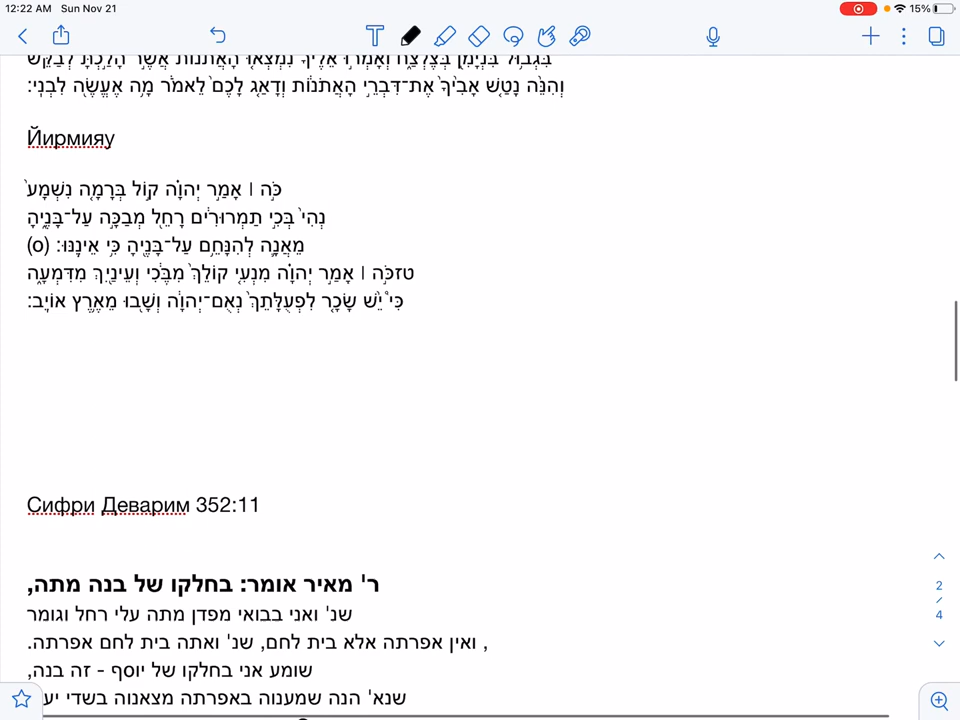 12:22 AM Sun Nov 21
15%
בִּגְב֥וּל בִּנְיָמִ֖ן בְּצֶלְצַ֑ח וְאָמְר֣וּ אֵלֶ֗יךָ נִמְצְא֤וּ הָאֲתֹנוֹת֙ אֲשֶׁ֣ר הָלַ֣כְתָּ לְבַקֵּ֔שׁ
וְהִנֵּ֨ה נָטַ֤שׁ אָבִ֙יךָ֙ אֶת־דִּבְרֵ֣י הָאֲתֹנ֔וֹת וְדָאַ֤ג לָכֶם֙ לֵאמֹ֔ר מָ֥ה אֶעֱשֶׂ֖ה לִבְנִֽי׃
Йирмияу
כֹּ֣ה ׀ אָמַ֣ר יְהוָ֗ה ק֣וֹל בְּרָמָ֤ה נִשְׁמָע֙
נְהִי֙ בְּכִ֣י תַמְרוּרִ֔ים רָחֵ֖ל מְבַכָּ֣ה עַל־בָּנֶ֑יהָ
מֵאֲנָ֛ה לְהִנָּחֵ֥ם עַל־בָּנֶ֖יהָ כִּ֥י אֵינֶֽנּוּ׃ (ס)
טזכֹּ֣ה ׀ אָמַ֣ר יְהוָ֗ה מִנְעִ֤י קוֹלֵךְ֙ מִבֶּ֔כִי וְעֵינַ֖יִךְ מִדִּמְעָ֑ה
כִּי֩ יֵ֨שׁ שָׂכָ֤ר לִפְעֻלָּתֵךְ֙ נְאֻם־יְהוָ֔ה וְשָׁ֖בוּ מֵאֶ֥רֶץ אוֹיֵֽב׃
Сифри Деварим 352:11
ר' מאיר אומר: בחלקו של בנה מתה,
שנ' ואני בבואי מפדן מתה עלי רחל וגומר
, ואין אפרתה אלא בית לחם, שנ' ואתה בית לחם אפרתה.
שומע אני בחלקו של יוסף - זה בנה,
שנא' הנה שמענוה באפרתה מצאנוה בשדי
2
4